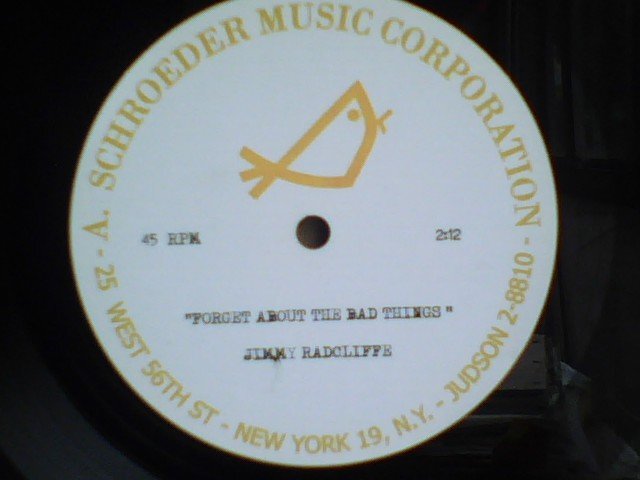 A. SCHROEDER MUSIC CORPORATION
45 RPM
2:12
"FORGET ABOUT THE BAD THINGS"
JIMMY RADCLIFFE
- 25 WEST 56TH ST - NEW YORK 19, N.Y. - JUDSON 2-8810 -